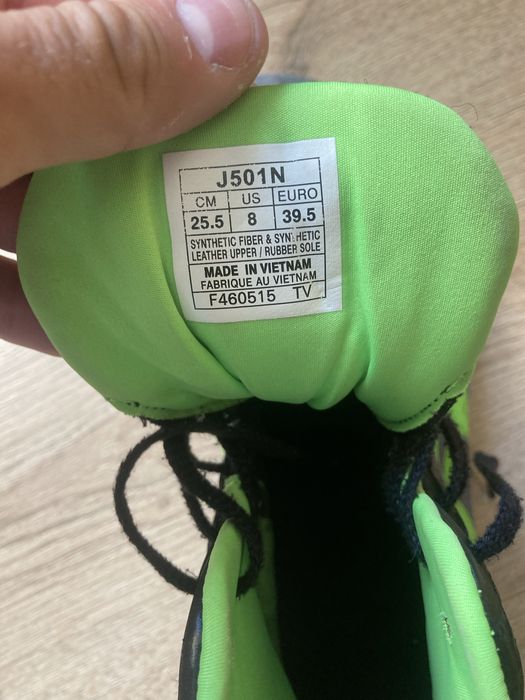 J501N
CM US EURO
25.5 8 39.5
SYNTHETIC FIBER & SYNTHETIC
LEATHER UPPER / RUBBER SOLE
MADE IN VIETNAM
FABRIQUE AU VIETNAM
F460515 TV